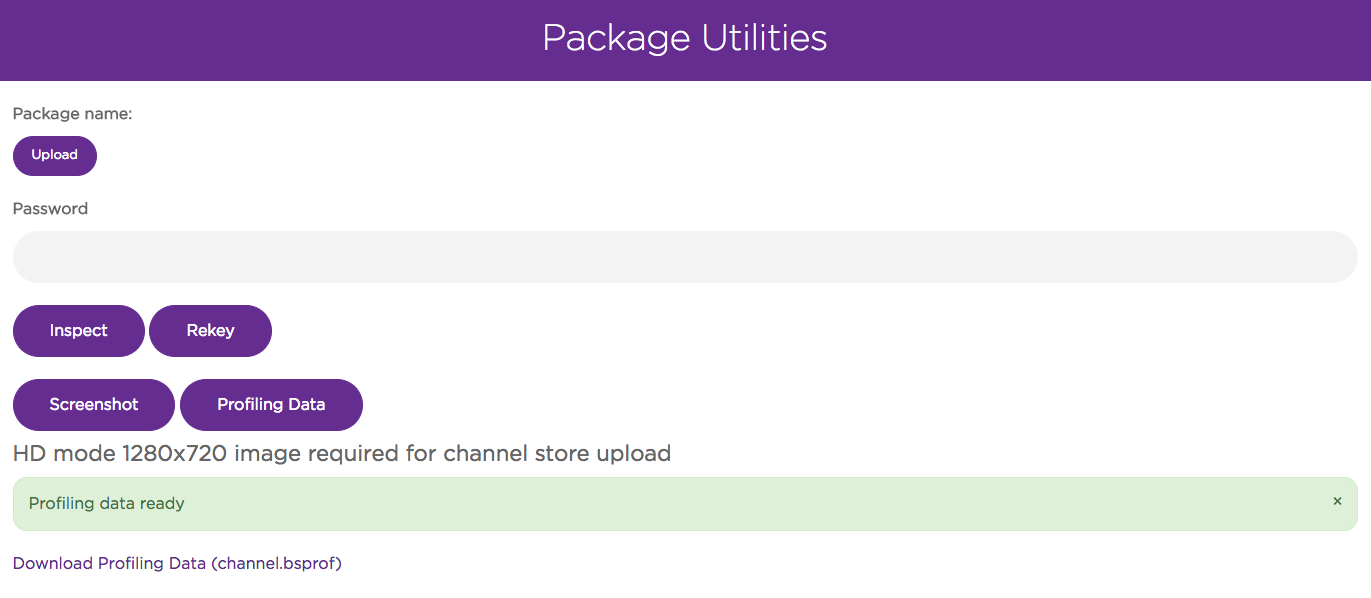 Package Utilities
Package name:
Upload
Password
Inspect Rekey
Screenshot Profiling Data
HD mode 1280x720 image required for channel store upload
Profiling data ready ×
Download Profiling Data (channel.bsprof)